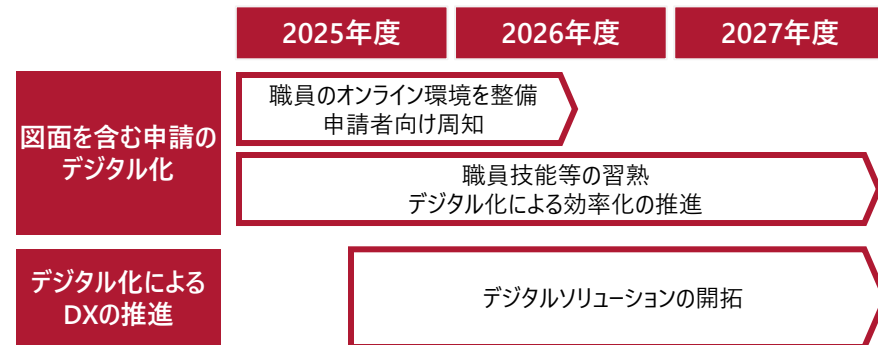 2025年度
2026年度
2027年度
図面を含む申請の
デジタル化
職員のオンライン環境を整備
申請者向け周知
職員技能等の習熟
デジタル化による効率化の推進
デジタル化による
DXの推進
デジタルソリューションの開拓